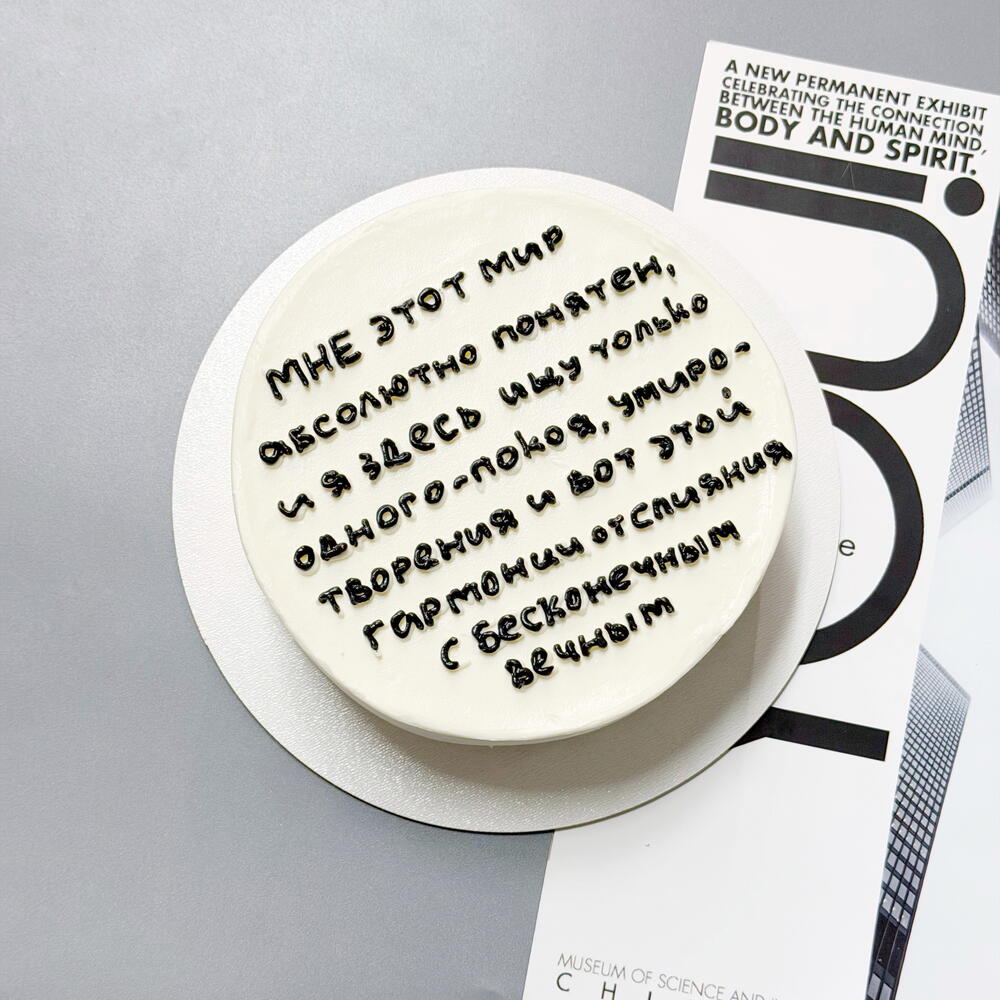 МНЕ ЭТОТ МИР
абсолютно понятен,
и я здесь ищу только
одного-покоя, умиро-
творения и вот этой
гармонии от слияния
с бесконечным
вечным
A NEW PERMANENT EXHIBIT
CELEBRATING THE CONNECTION
BETWEEN THE HUMAN MIND,
BODY AND SPIRIT.
e
MUSEUM OF SCIENCE AND